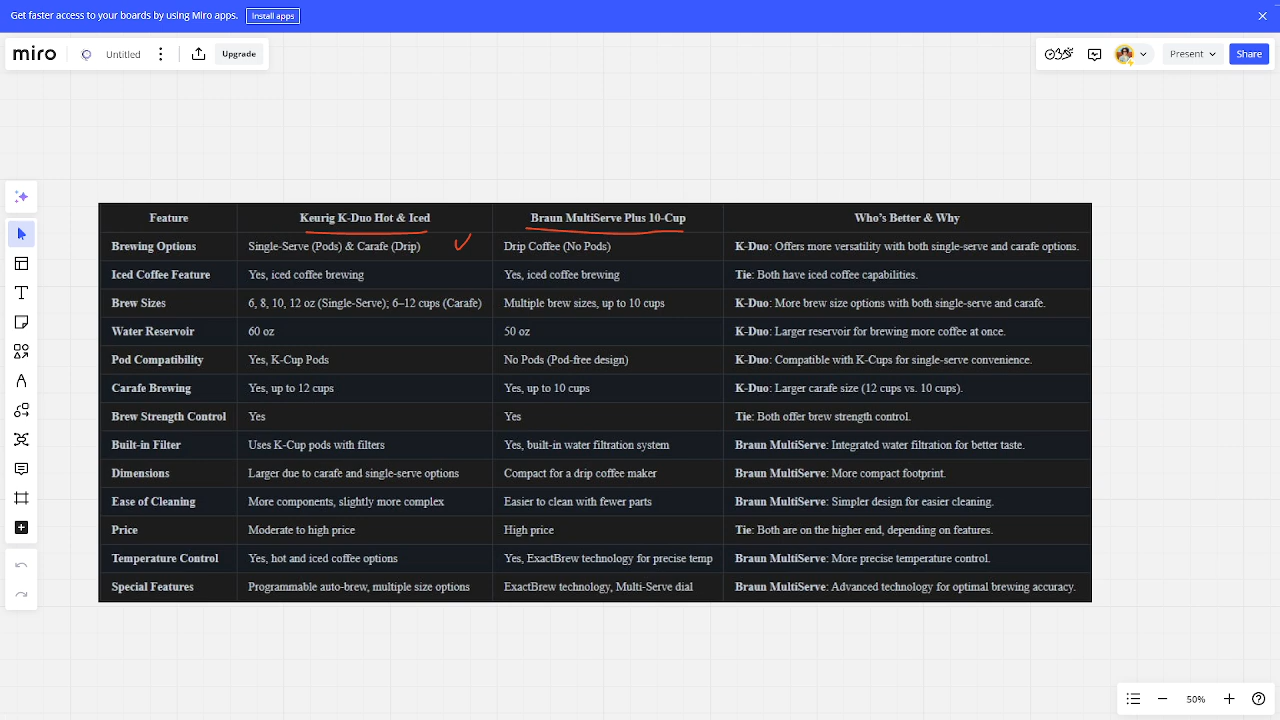 Get faster access to your boards by using Miro apps. Install apps
miro Untitled Upgrade Present Share
Feature Keurig K-Duo Hot & Iced Braun MultiServe Plus 10-Cup Who’s Better & Why
Brewing Options Single-Serve (Pods) & Carafe (Drip) Drip Coffee (No Pods) K-Duo: Offers more versatility with both single-serve and carafe options.
Iced Coffee Feature Yes, iced coffee brewing Yes, iced coffee brewing Tie: Both have iced coffee capabilities.
Brew Sizes 6, 8, 10, 12 oz (Single-Serve); 6–12 cups (Carafe) Multiple brew sizes, up to 10 cups K-Duo: More brew size options with both single-serve and carafe.
Water Reservoir 60 oz 50 oz K-Duo: Larger reservoir for brewing more coffee at once.
Pod Compatibility Yes, K-Cup Pods No Pods (Pod-free design) K-Duo: Compatible with K-Cups for single-serve convenience.
Carafe Brewing Yes, up to 12 cups Yes, up to 10 cups K-Duo: Larger carafe size (12 cups vs. 10 cups).
Brew Strength Control Yes Yes Tie: Both offer brew strength control.
Built-in Filter Uses K-Cup pods with filters Yes, built-in water filtration system Braun MultiServe: Integrated water filtration for better taste.
Dimensions Larger due to carafe and single-serve options Compact for a drip coffee maker Braun MultiServe: More compact footprint.
Ease of Cleaning More components, slightly more complex Easier to clean with fewer parts Braun MultiServe: Simpler design for easier cleaning.
Price Moderate to high price High price Tie: Both are on the higher end, depending on features.
Temperature Control Yes, hot and iced coffee options Yes, ExactBrew technology for precise temp Braun MultiServe: More precise temperature control.
Special Features Programmable auto-brew, multiple size options ExactBrew technology, Multi-Serve dial Braun MultiServe: Advanced technology for optimal brewing accuracy.
50%